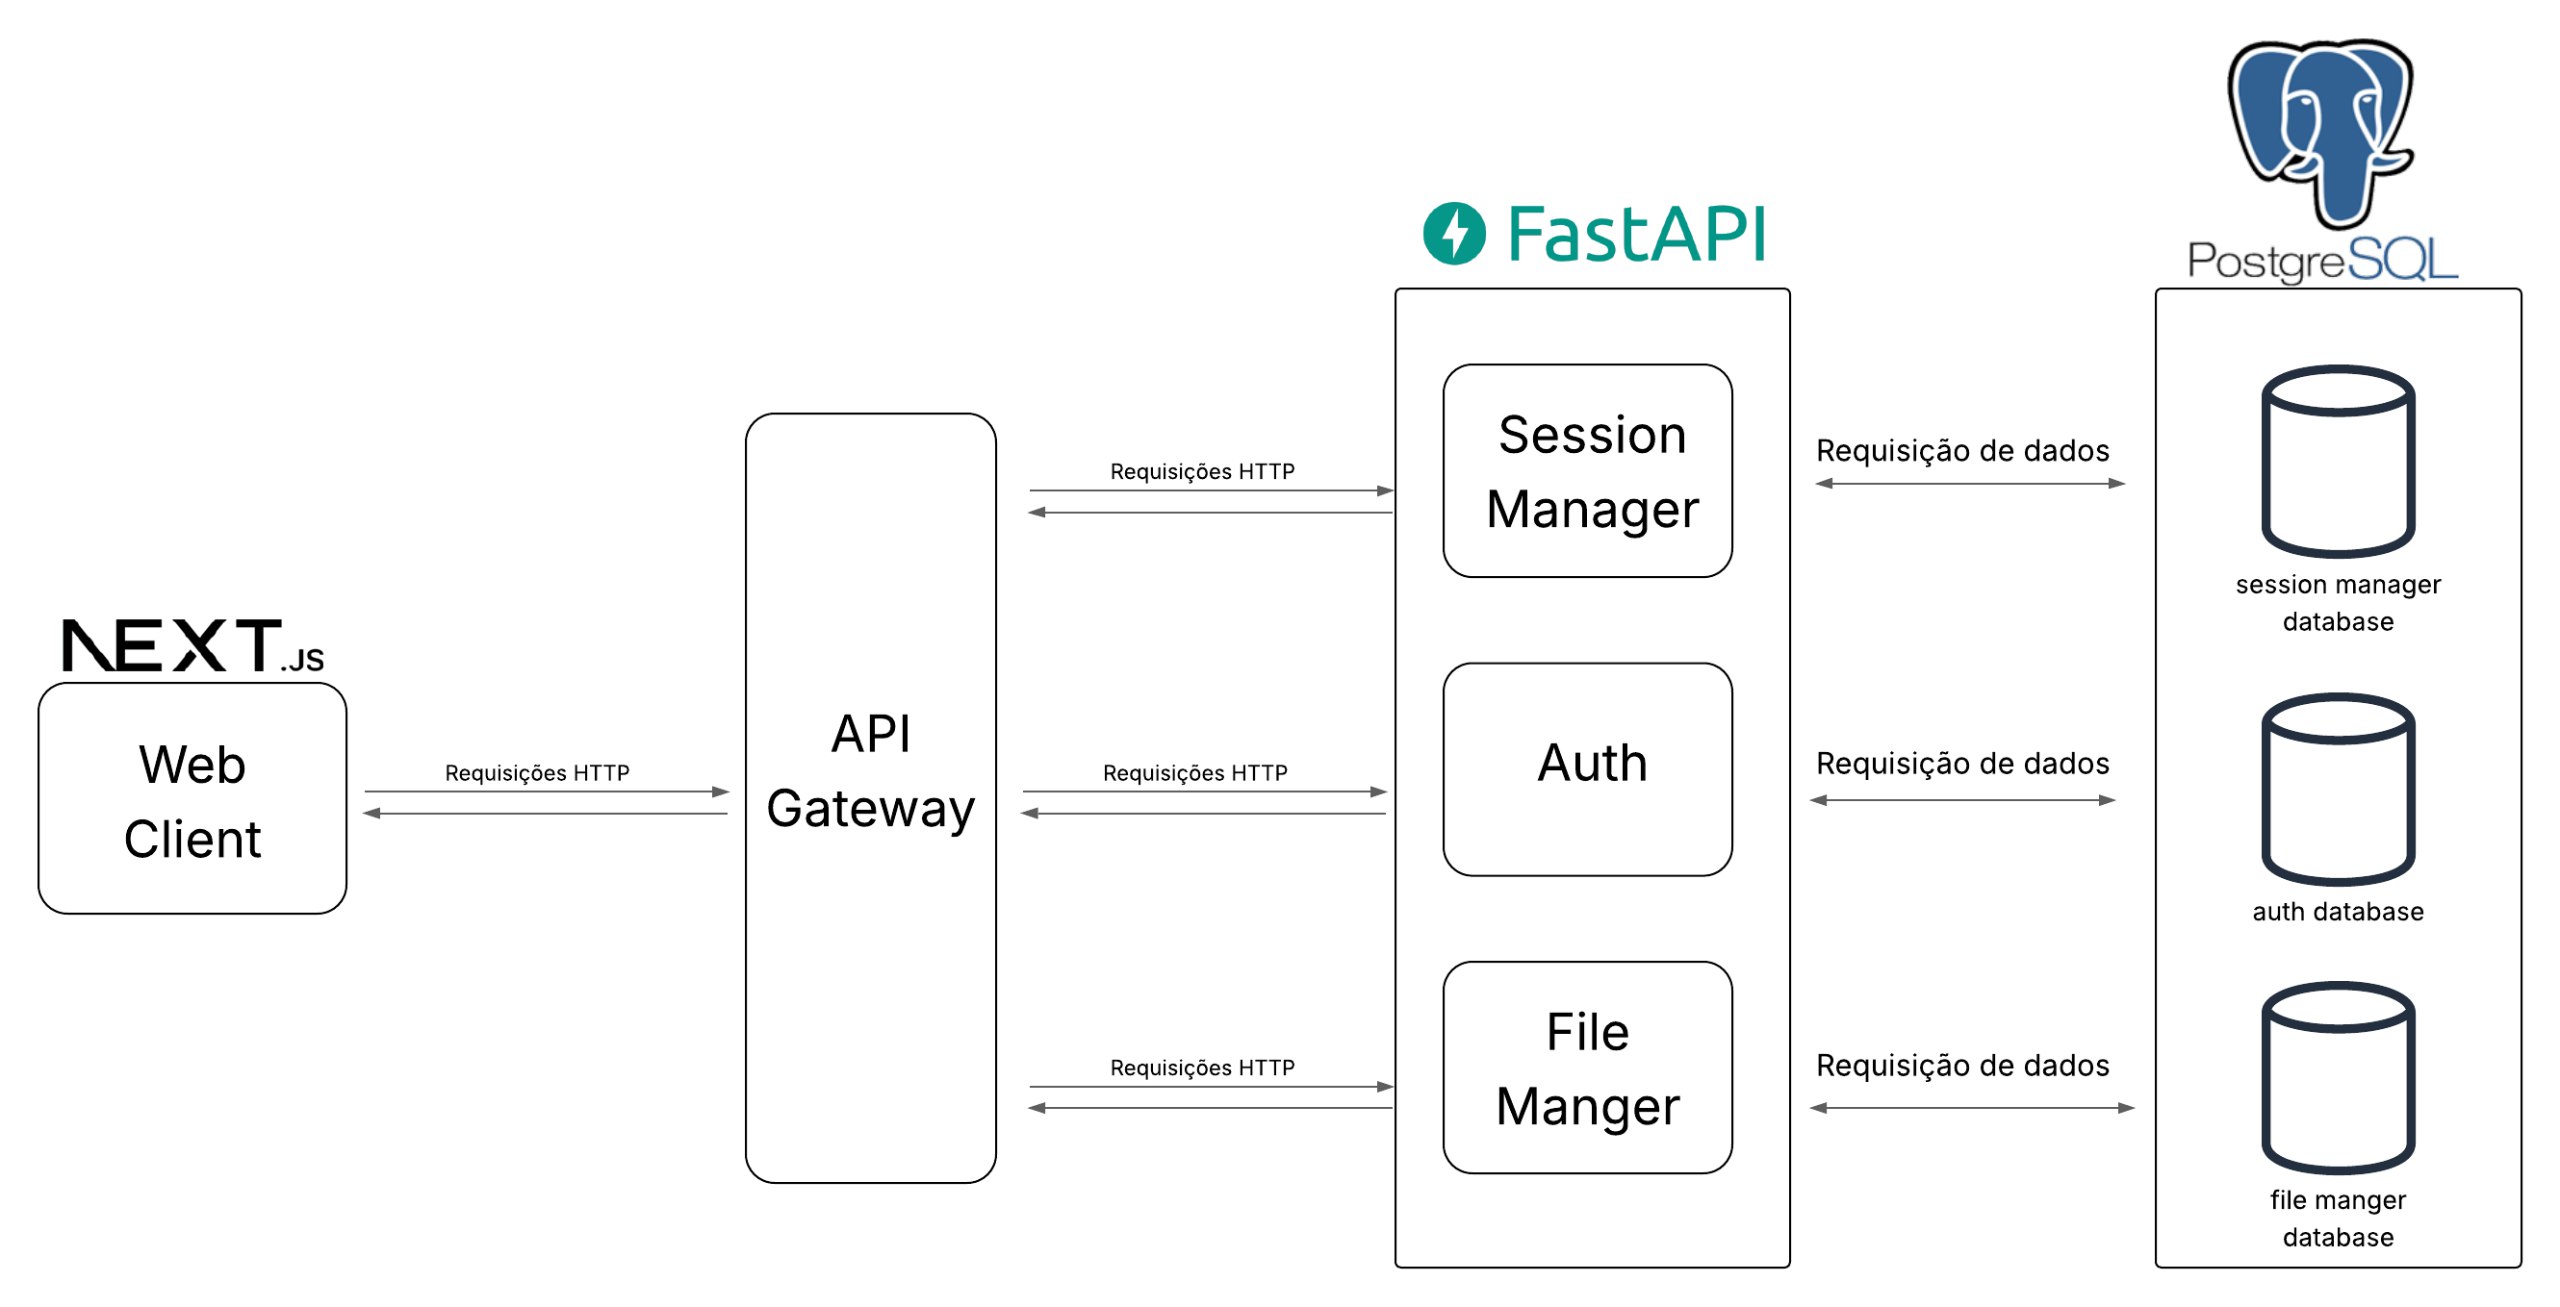 PostgreSQL
FastAPI
NEXT.JS
Web
Client
Requisições HTTP
API
Gateway
Requisições HTTP
Requisições HTTP
Requisições HTTP
Session
Manager
Auth
File
Manger
Requisição de dados
Requisição de dados
Requisição de dados
session manager
database
auth database
file manger
database